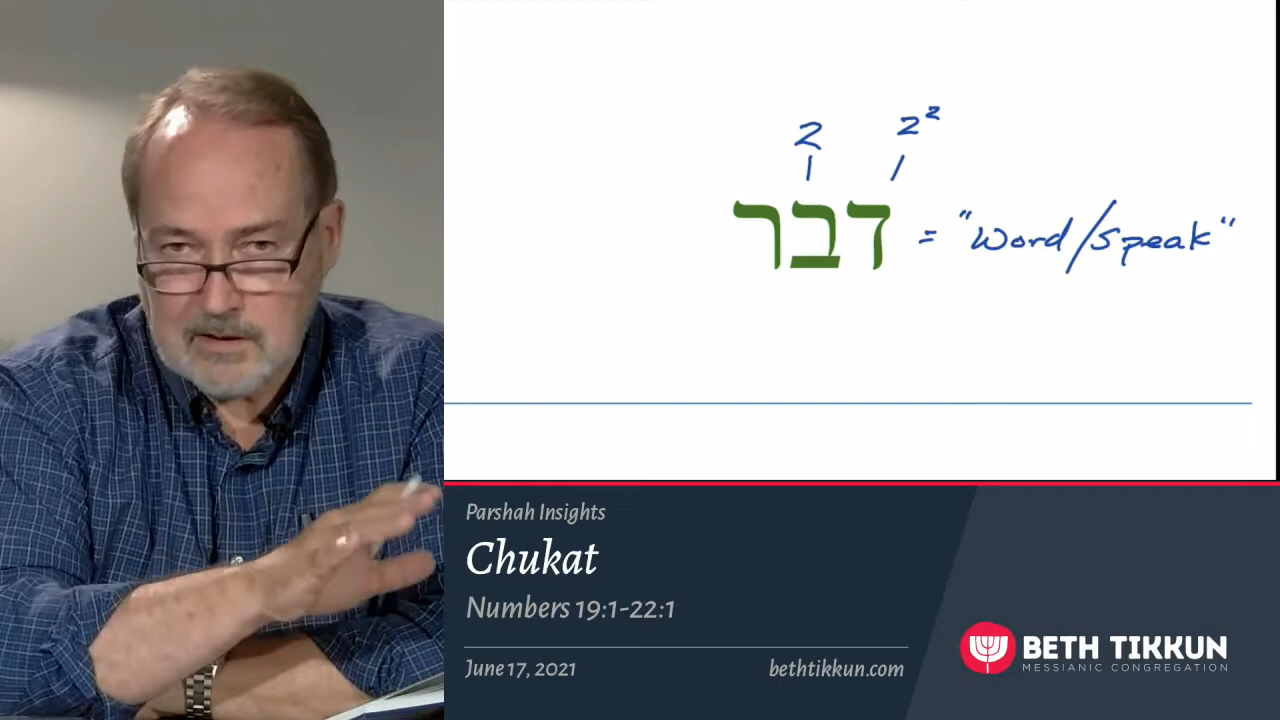 2 2²
דבר = "Word/Speak"
Parshah Insights
Chukat
Numbers 19:1-22:1
June 17, 2021
bethtikkun.com
BETH TIKKUN
MESSIANIC CONGREGATION